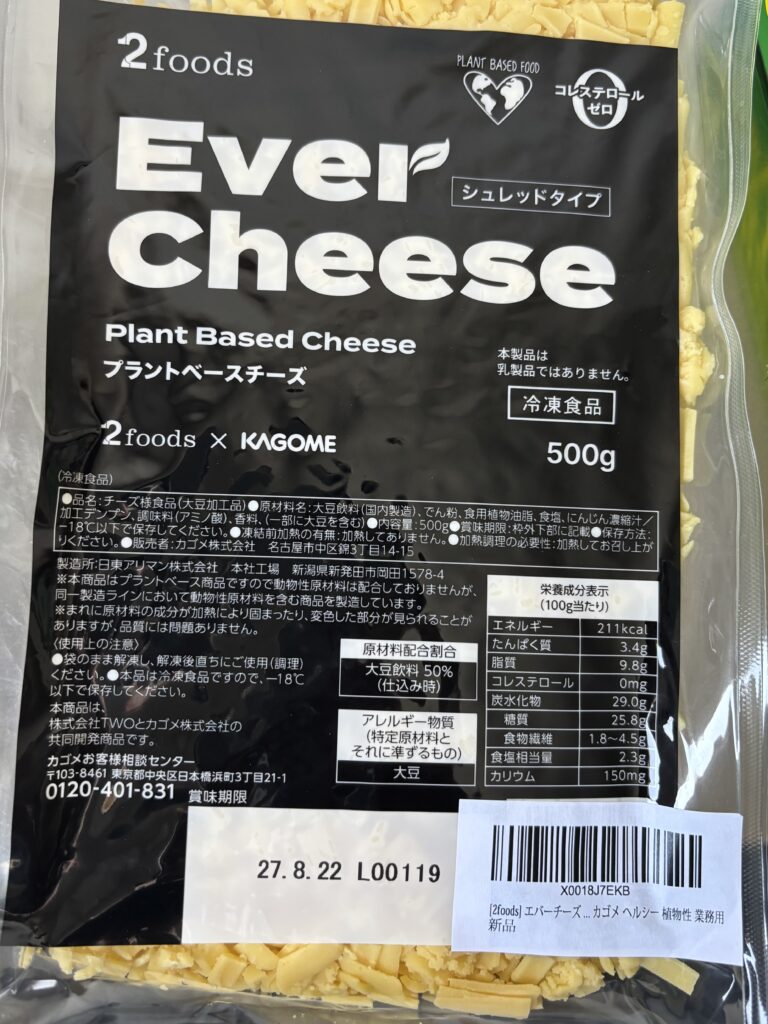 2foods
PLANT BASED FOOD
コレステロール
ゼロ
Ever
Cheese
シュレッドタイプ
Plant Based Cheese
プラントベースチーズ
本製品は
乳製品ではありません。
冷凍食品
2foods × KAGOME
500g
(冷凍食品)
●品名:チーズ様食品(大豆加工品)●原材料名:大豆飲料(国内製造)、でん粉、食用植物油脂、食塩、にんじん濃縮汁/
加工デンプン、調味料(アミノ酸)、香料、(一部に大豆を含む)●内容量:500g●賞味期限:枠外下部に記載●保存方法:
−18℃以下で保存してください。●凍結前加熱の有無:加熱してありません。●加熱調理の必要性:加熱してお召し上が
りください。●販売者:カゴメ株式会社 名古屋市中区錦3丁目14-15
製造所:日東アリマン株式会社 本社工場 新潟県新発田市岡田1578-4
※本商品はプラントベース商品ですので動物性原材料は配合しておりませんが、
同一製造ラインにおいて動物性原材料を含む商品を製造しています。
※まれに原材料の成分が加熱により固まったり、変色した部分が見られることが
ありますが、品質には問題ありません。
〈使用上の注意〉
●袋のまま解凍し、解凍後直ちにご使用(調理)
ください。●本品は冷凍食品ですので、−18℃
以下で保存してください。
本商品は、
株式会社TWOとカゴメ株式会社の
共同開発商品です。
カゴメお客様相談センター
〒103-8461 東京都中央区日本橋浜町3丁目21-1
0120-401-831
賞味期限
原材料配合割合
大豆飲料 50%
(仕込み時)
アレルギー物質
(特定原材料と
それに準ずるもの)
大豆
栄養成分表示
(100g当たり)
エネルギー 211kcal
たんぱく質 3.4g
脂質 9.8g
コレステロール 0mg
炭水化物 29.0g
糖質 25.8g
食物繊維 1.8〜4.5g
食塩相当量 2.3g
カリウム 150mg
27.8.22 L00119
X0018J7EKB
[2foods] エバーチーズ ... カゴメ ヘルシー 植物性 業務用
新品